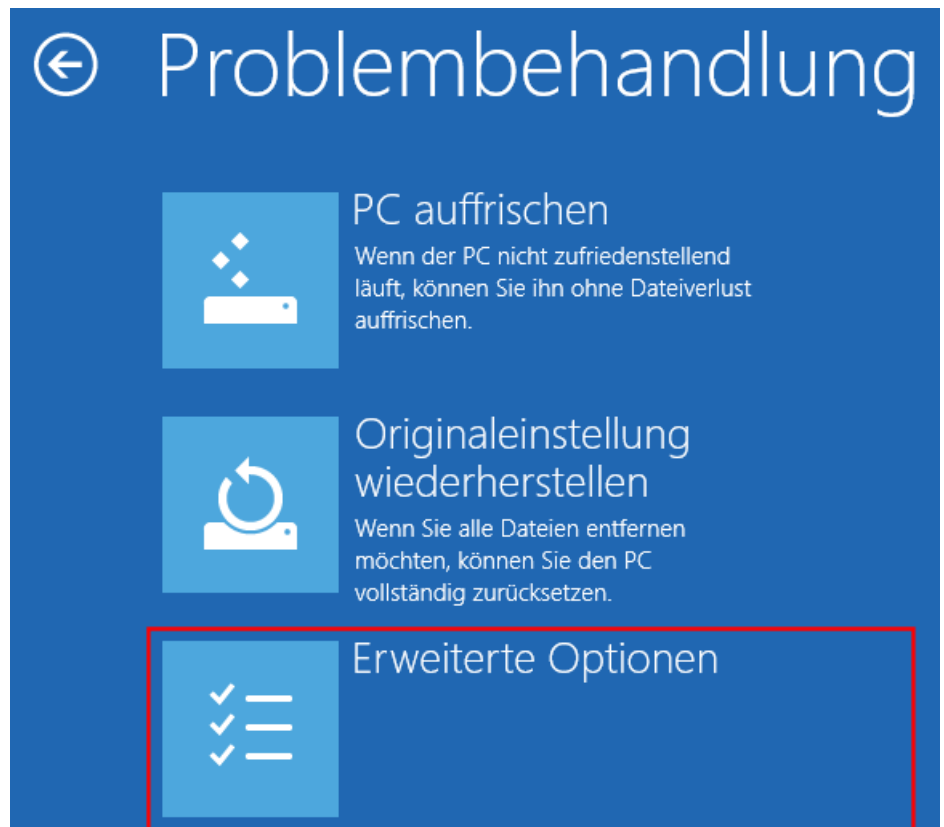 Problembehandlung
PC auffrischen
Wenn der PC nicht zufriedenstellend
läuft, können Sie ihn ohne Dateiverlust
auffrischen.
Originaleinstellung
wiederherstellen
Wenn Sie alle Dateien entfernen
möchten, können Sie den PC
vollständig zurücksetzen.
Erweiterte Optionen